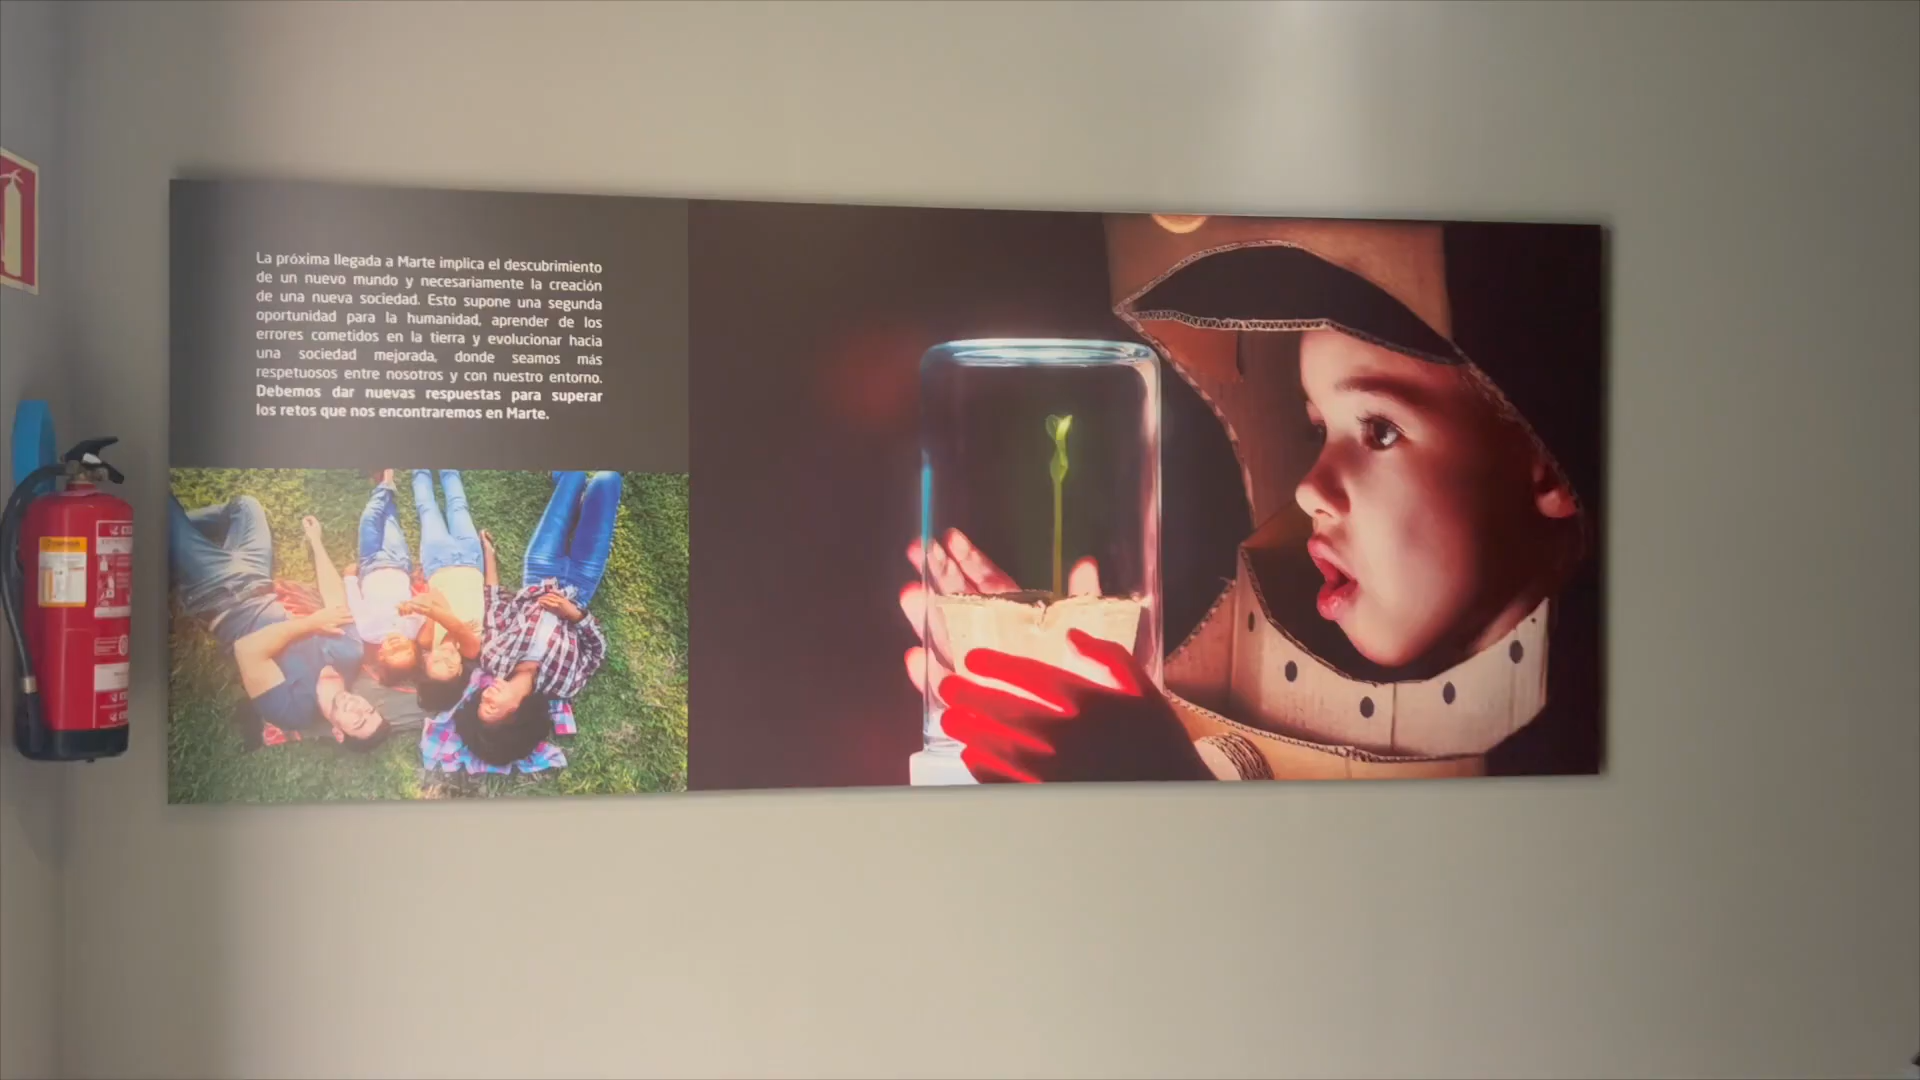 La próxima llegada a Marte implica el descubrimiento
de un nuevo mundo y necesariamente la creación
de una nueva sociedad. Esto supone una segunda
oportunidad para la humanidad, aprender de los
errores cometidos en la tierra y evolucionar hacia
una sociedad mejorada, donde seamos más
respetuosos entre nosotros y con nuestro entorno.
Debemos dar nuevas respuestas para superar
los retos que nos encontraremos en Marte.